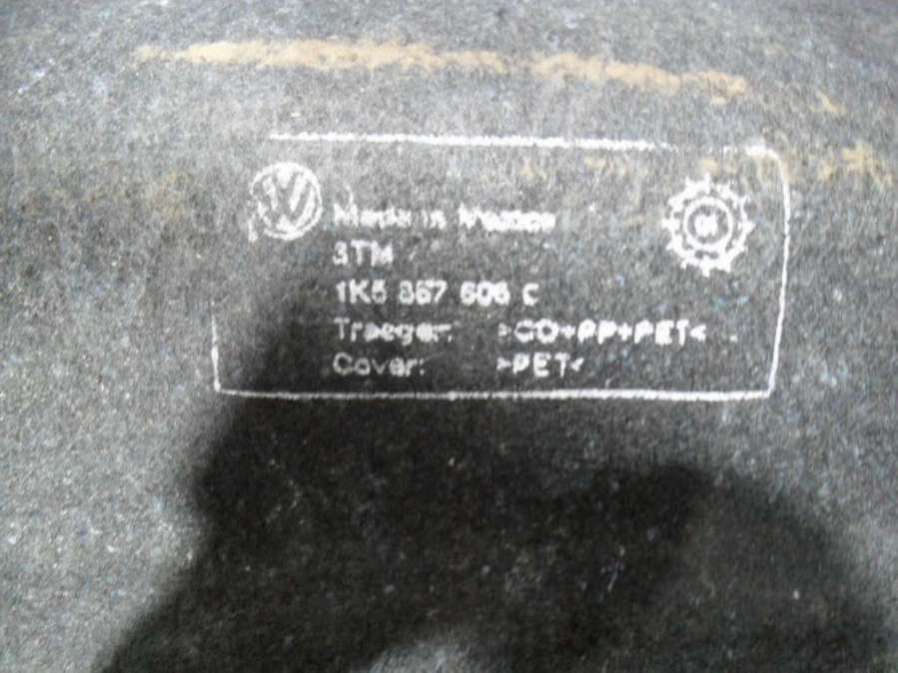 Made in Mexico
3TM
1K5 867 606 C
Traeger: >CO+PP+PET<
Cover: >PET<